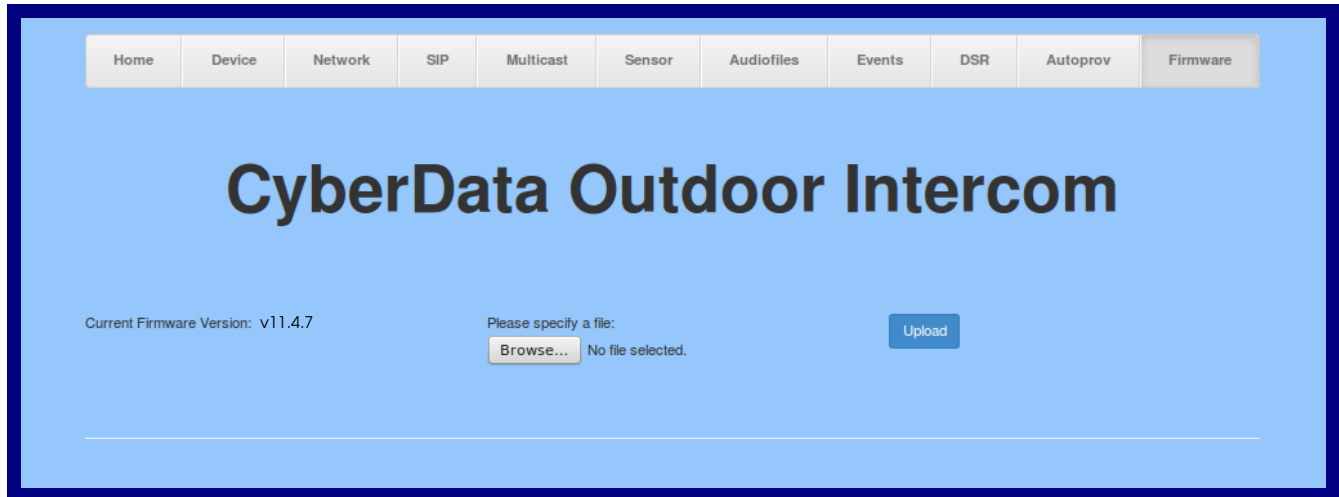 Home Device Network SIP Multicast Sensor Audiofiles Events DSR Autoprov Firmware
CyberData Outdoor Intercom
Current Firmware Version: v11.4.7
Please specify a file:
Browse... No file selected.
Upload